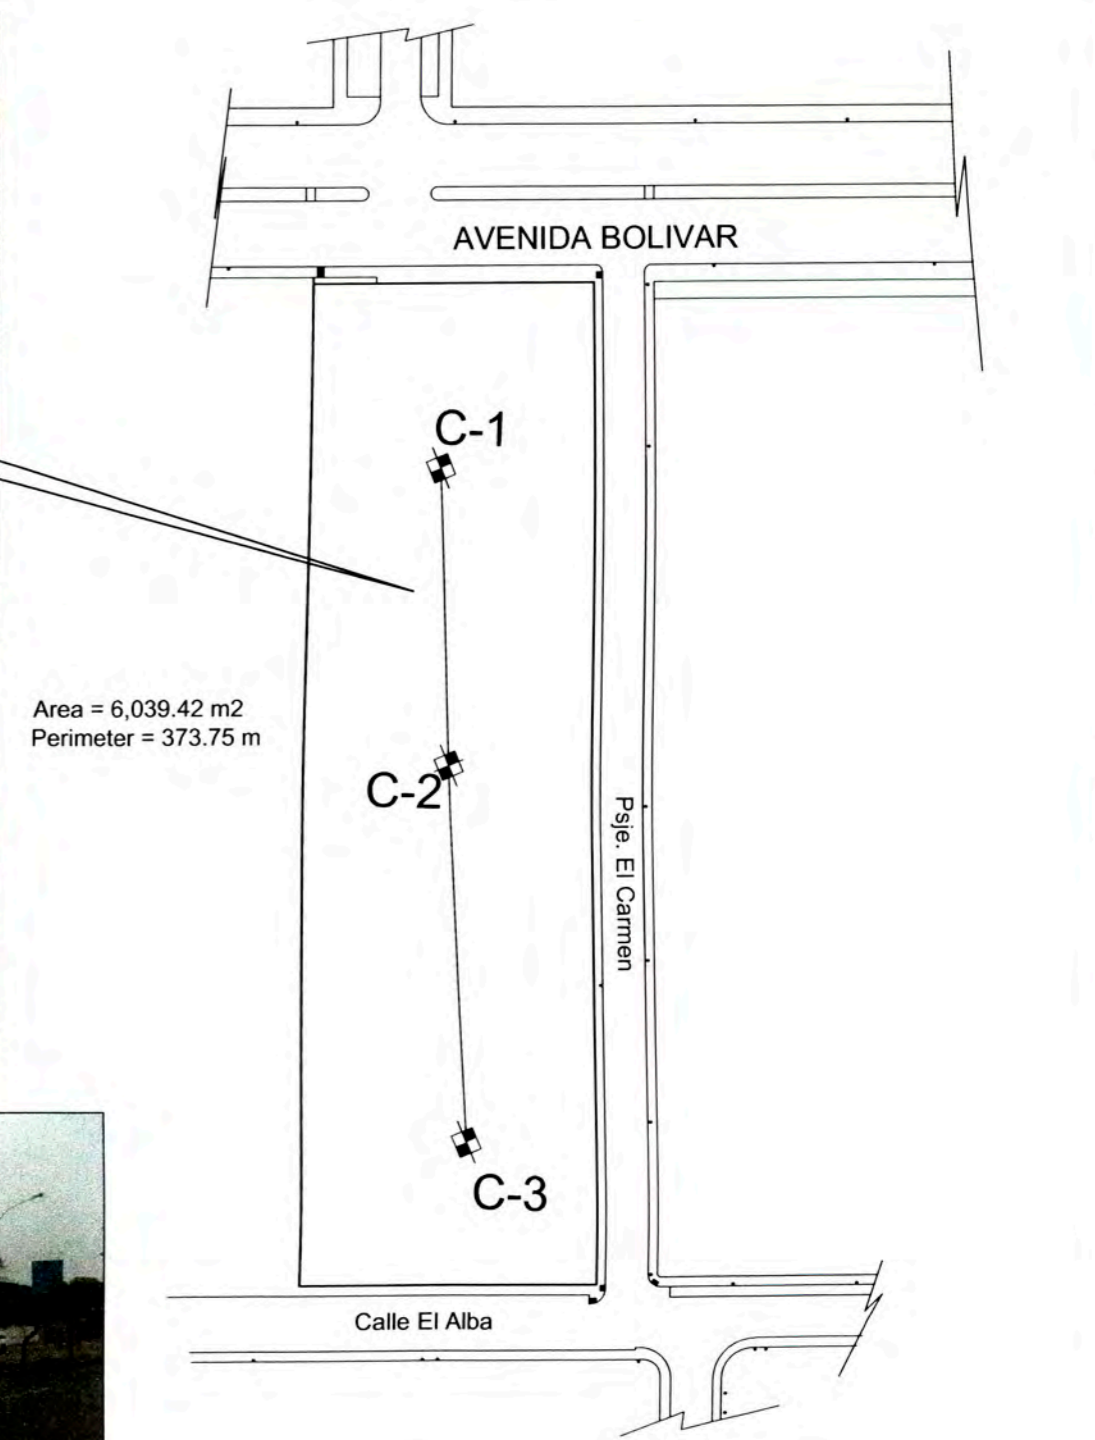 AVENIDA BOLIVAR
C-1
Area = 6,039.42 m2
Perimeter = 373.75 m
C-2
Psje. El Carmen
C-3
Calle El Alba